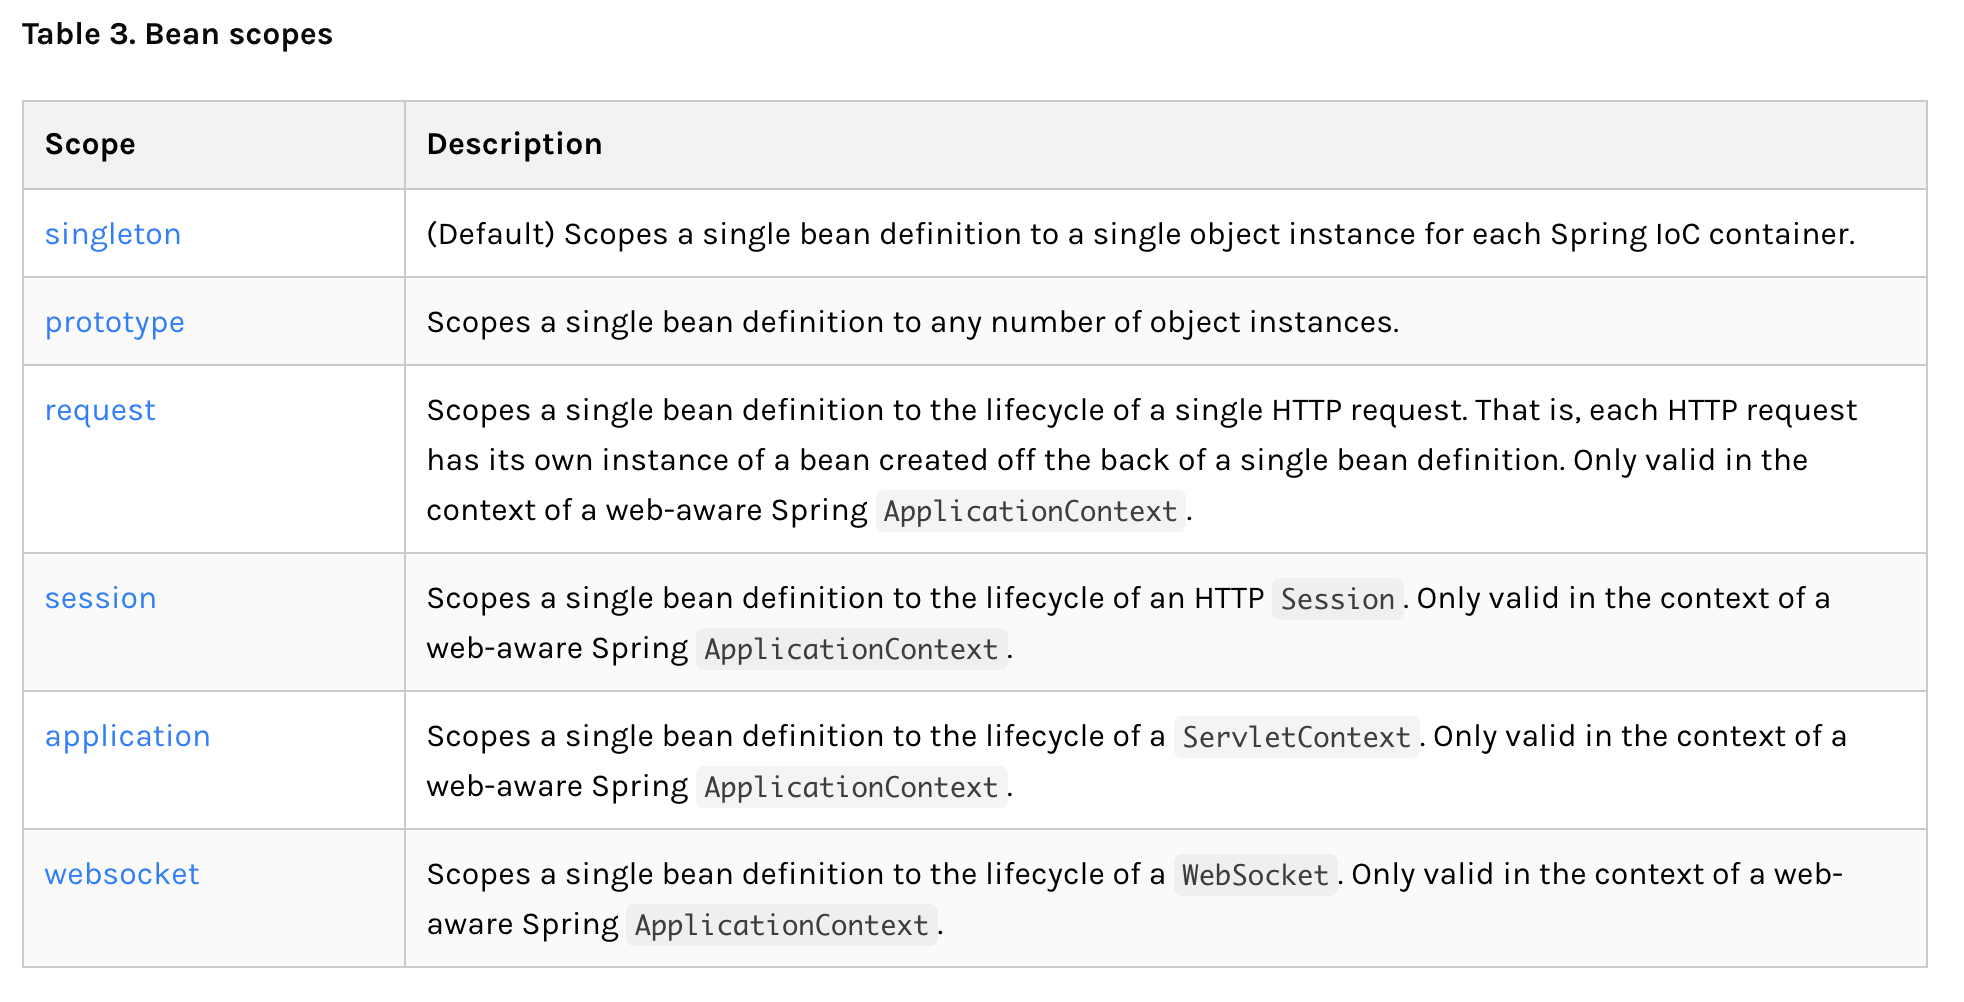 Table 3. Bean scopes
Scope Description
singleton (Default) Scopes a single bean definition to a single object instance for each Spring IoC container.
prototype Scopes a single bean definition to any number of object instances.
request Scopes a single bean definition to the lifecycle of a single HTTP request. That is, each HTTP request
has its own instance of a bean created off the back of a single bean definition. Only valid in the
context of a web-aware Spring ApplicationContext.
session Scopes a single bean definition to the lifecycle of an HTTP Session. Only valid in the context of a
web-aware Spring ApplicationContext.
application Scopes a single bean definition to the lifecycle of a ServletContext. Only valid in the context of a
web-aware Spring ApplicationContext.
websocket Scopes a single bean definition to the lifecycle of a WebSocket. Only valid in the context of a web-
aware Spring ApplicationContext.